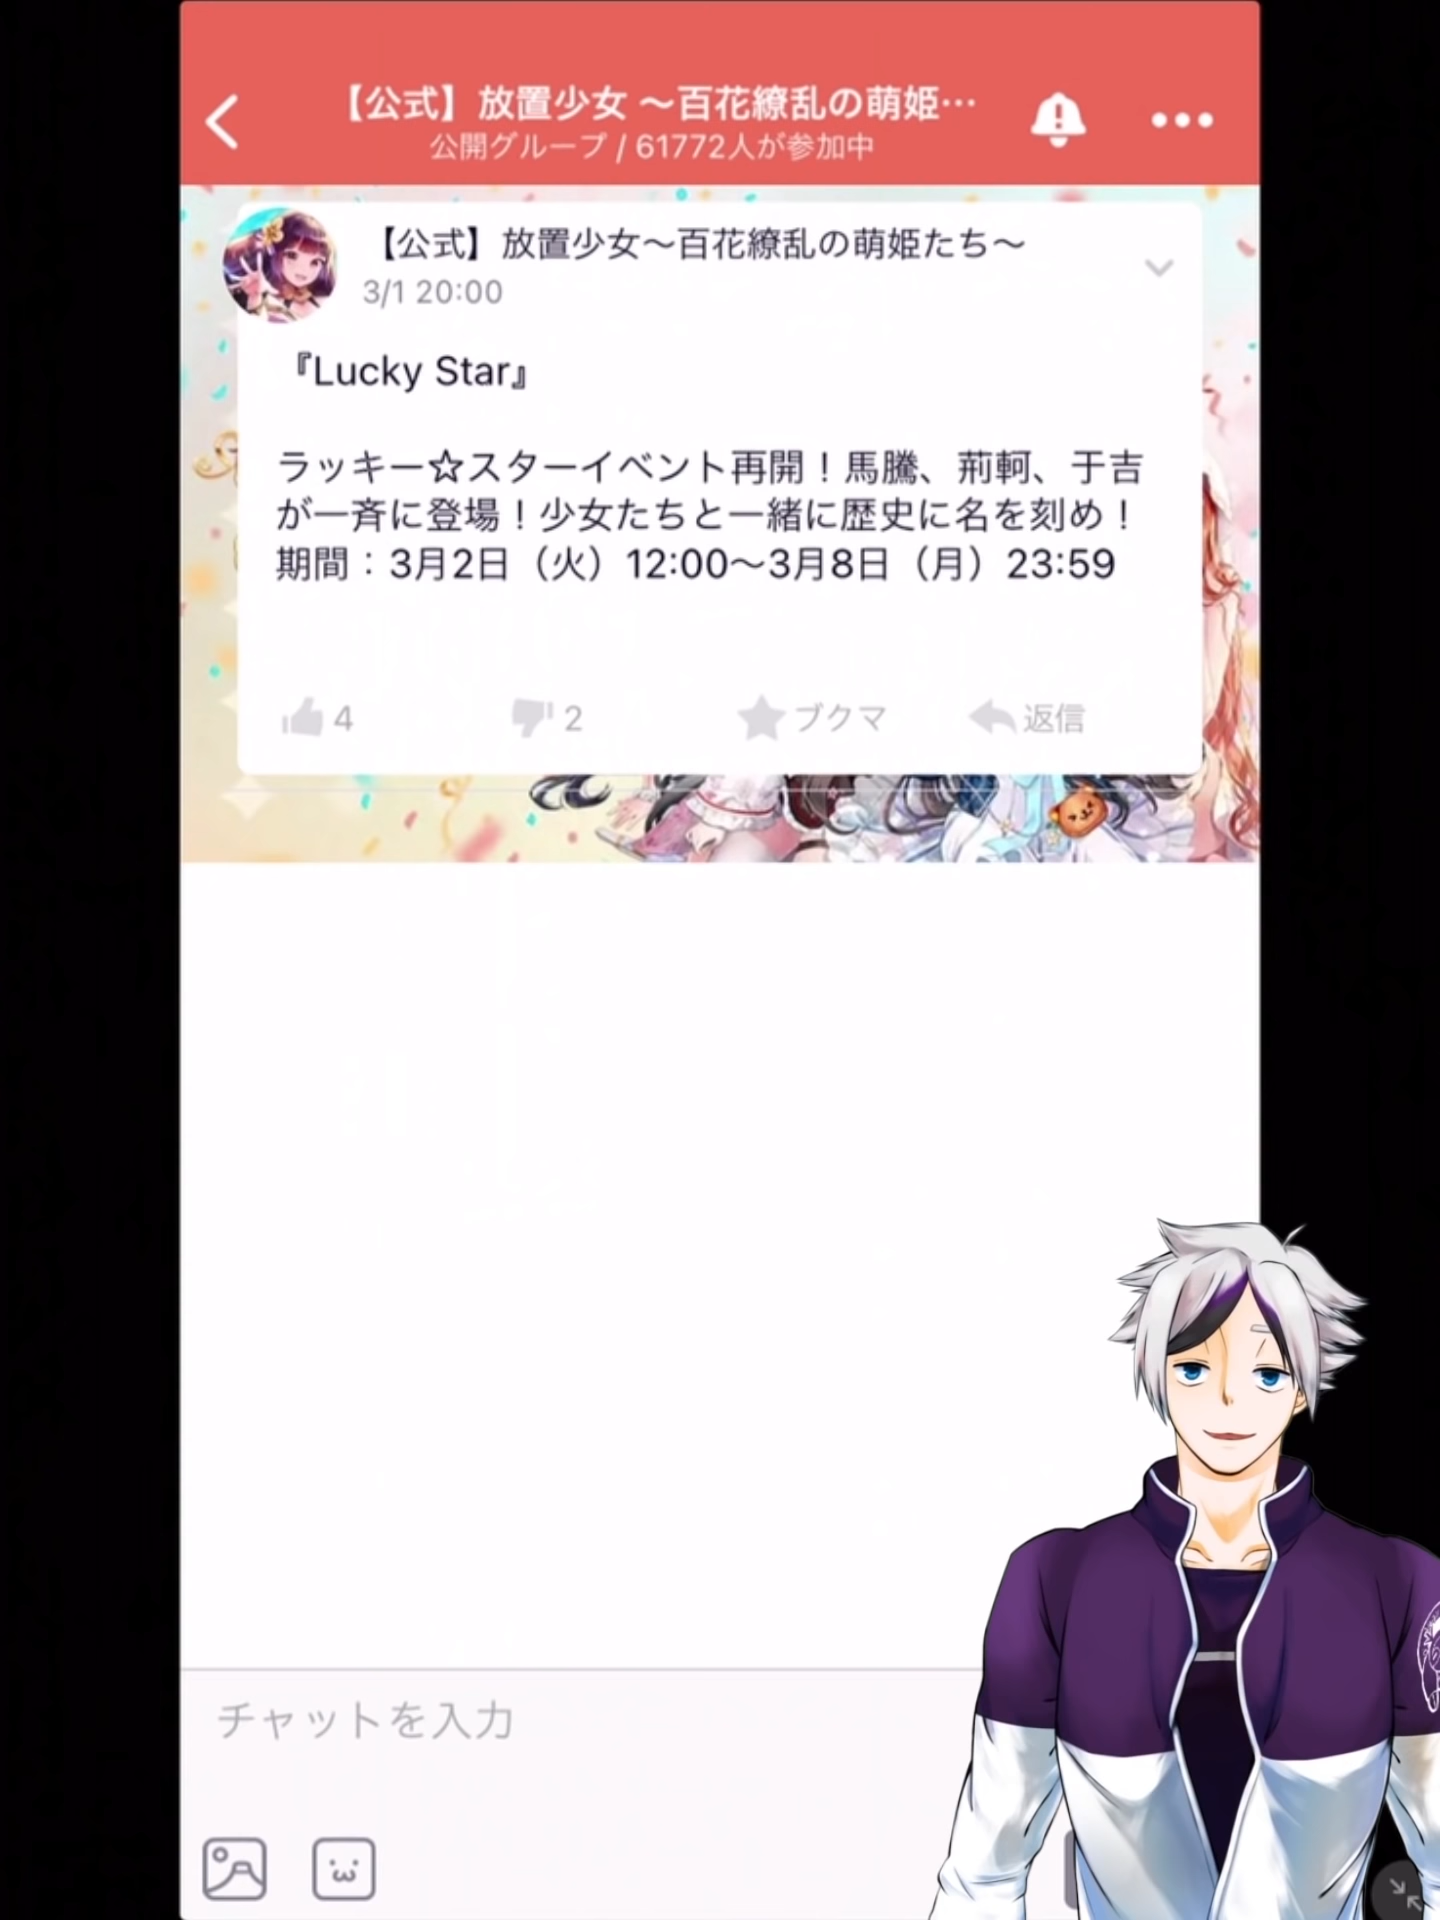 【公式】放置少女 〜百花繚乱の萌姫…
公開グループ / 61772人が参加中
【公式】放置少女〜百花繚乱の萌姫たち〜
3/1 20:00
『Lucky Star』
ラッキー☆スターイベント再開！馬騰、荊軻、于吉
が一斉に登場！少女たちと一緒に歴史に名を刻め！
期間：3月2日（火）12:00〜3月8日（月）23:59
4
2
ブクマ
返信
チャットを入力